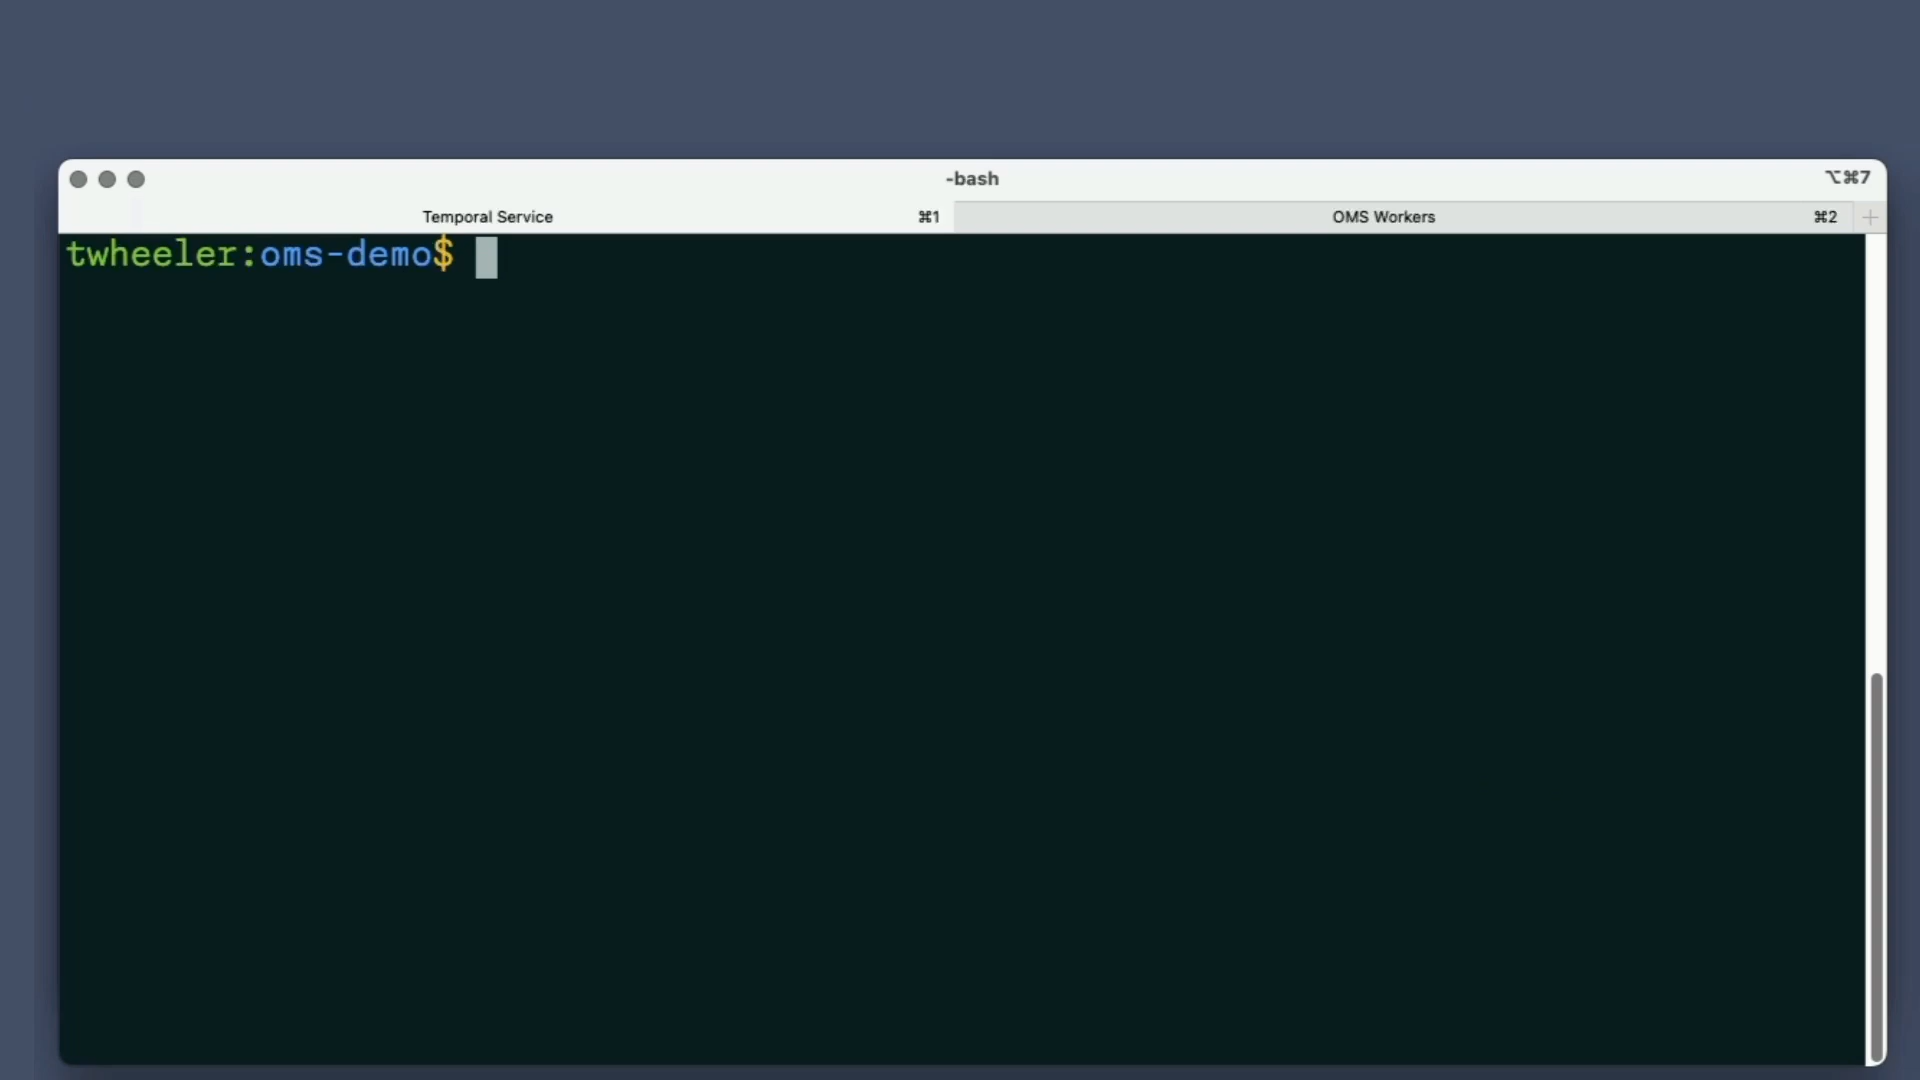 -bash
⌥⌘7
Temporal Service ⌘1
OMS Workers ⌘2
twheeler:oms-demo$